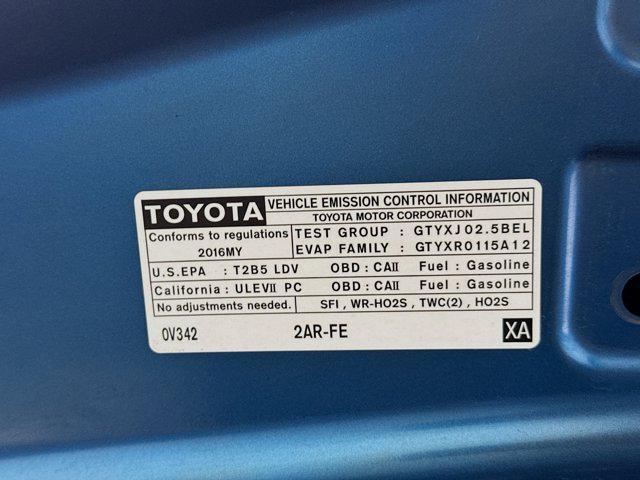 TOYOTA VEHICLE EMISSION CONTROL INFORMATION
TOYOTA MOTOR CORPORATION
Conforms to regulations
2016MY
TEST GROUP : GTYXJ02.5BEL
EVAP FAMILY : GTYXR0115A12
U.S.EPA : T2B5 LDV OBD : CAII Fuel : Gasoline
California : ULEVII PC OBD : CAII Fuel : Gasoline
No adjustments needed. SFI , WR-HO2S , TWC(2) , HO2S
0V342 2AR-FE XA